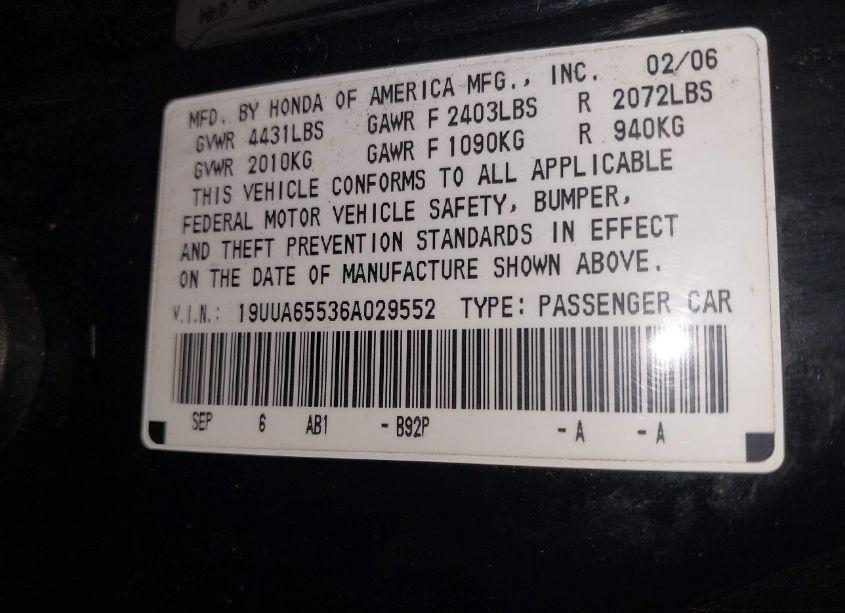 MFD. BY HONDA OF AMERICA MFG., INC. 02/06
GVWR 4431LBS GAWR F 2403LBS R 2072LBS
GVWR 2010KG GAWR F 1090KG R 940KG
THIS VEHICLE CONFORMS TO ALL APPLICABLE
FEDERAL MOTOR VEHICLE SAFETY, BUMPER,
AND THEFT PREVENTION STANDARDS IN EFFECT
ON THE DATE OF MANUFACTURE SHOWN ABOVE.
V.I.N.: 19UUA65536A029552 TYPE: PASSENGER CAR
SEP 6 AB1 - B92P - A - A